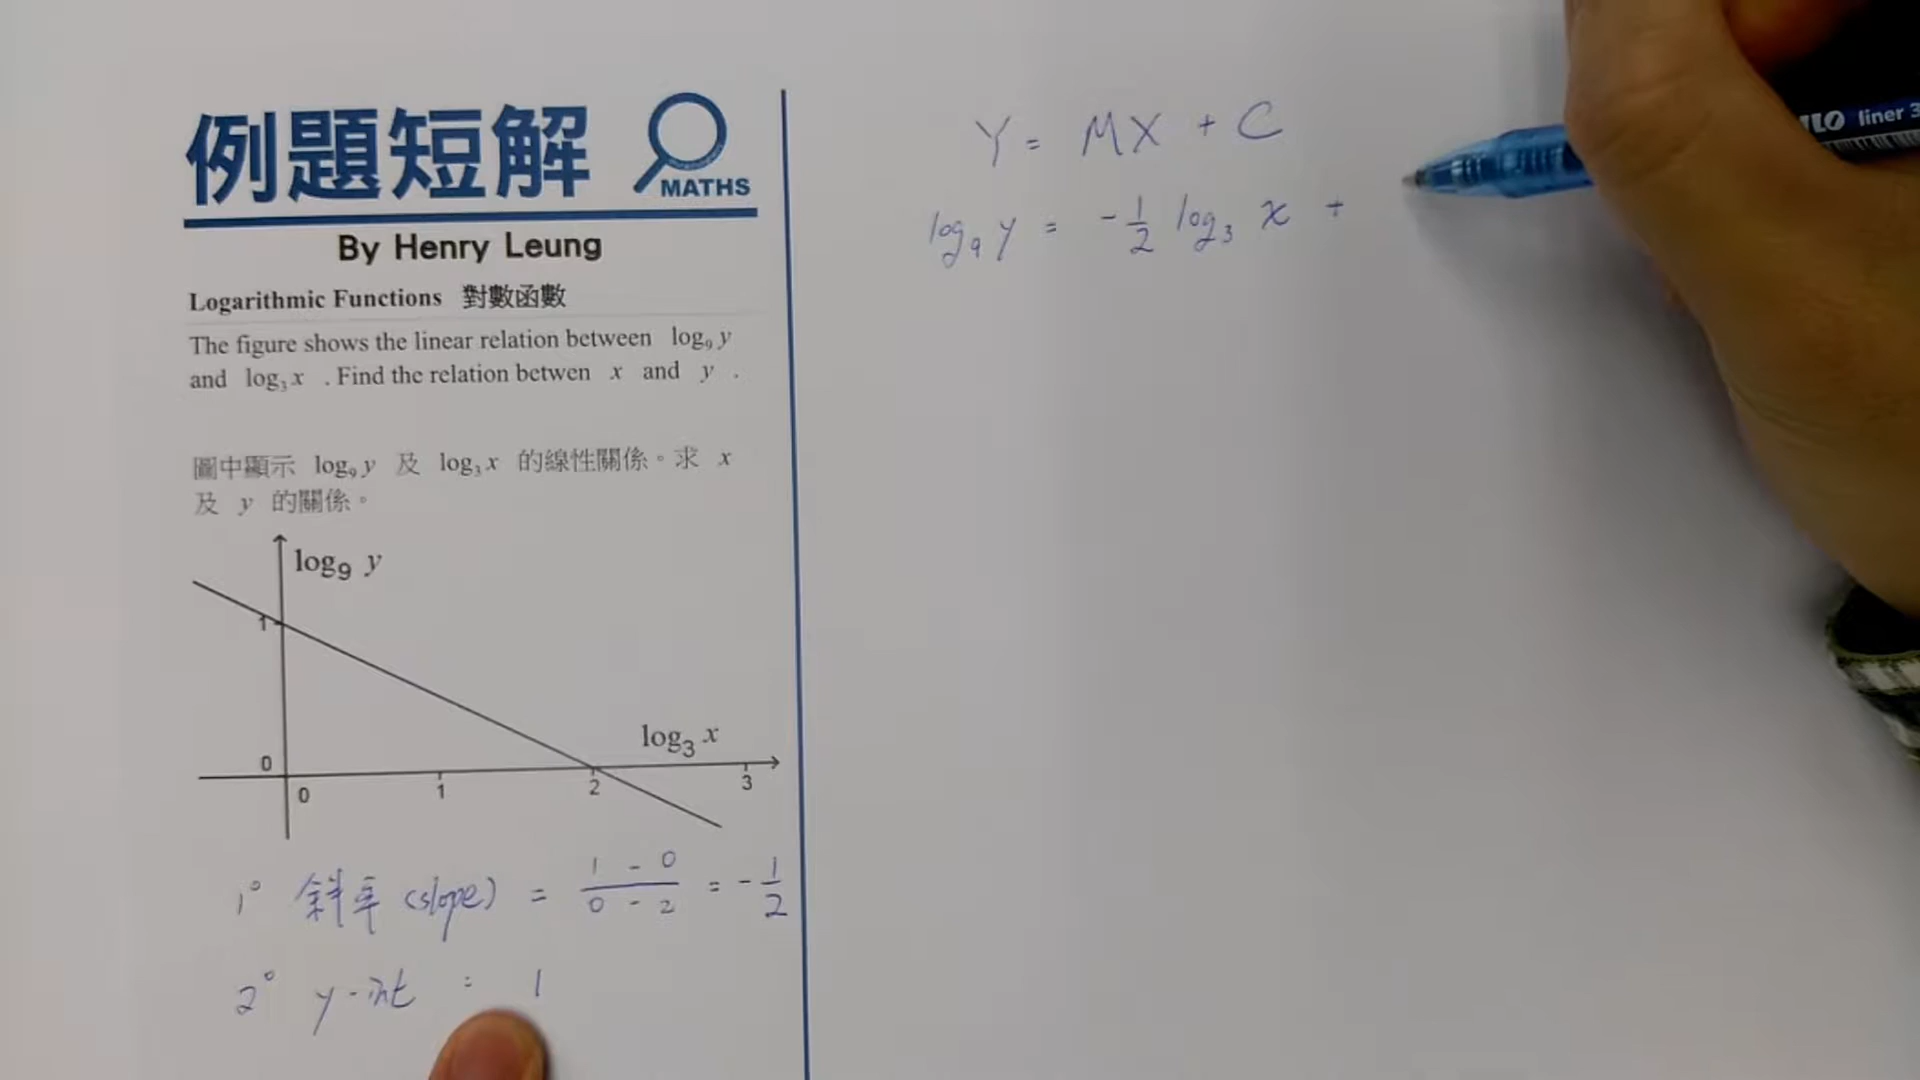 例題短解
MATHS
By Henry Leung
Logarithmic Functions 對數函數
The figure shows the linear relation between log₉ y
and log₃ x . Find the relation betwen x and y .
圖中顯示 log₉ y 及 log₃ x 的線性關係。求 x
及 y 的關係。
log₉ y
1
log₃ x
0
0 1 2 3
1° 斜率 (slope) = (1 - 0)/(0 - 2) = -1/2
2° y-int = 1
Y = MX + C
log₉ y = -1/2 log₃ x +
liner 3